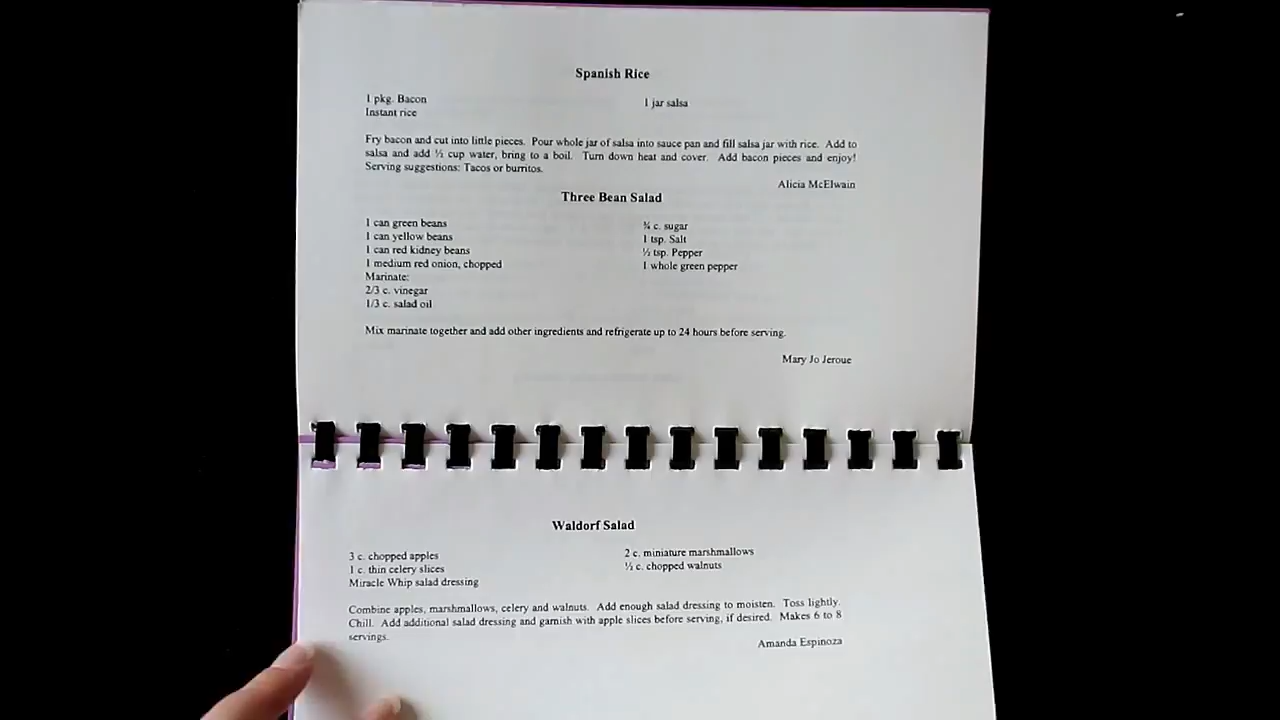 Spanish Rice
1 pkg. Bacon
1 jar salsa
Instant rice
Fry bacon and cut into little pieces. Pour whole jar of salsa into sauce pan and fill salsa jar with rice. Add to
salsa and add ½ cup water, bring to a boil. Turn down heat and cover. Add bacon pieces and enjoy!
Serving suggestions: Tacos or burritos.
Alicia McElwain
Three Bean Salad
1 can green beans
1 can yellow beans
1 can red kidney beans
1 medium red onion, chopped
Marinate:
2/3 c. vinegar
1/3 c. salad oil
¾ c. sugar
1 tsp. Salt
½ tsp. Pepper
1 whole green pepper
Mix marinate together and add other ingredients and refrigerate up to 24 hours before serving.
Mary Jo Jeroue
Waldorf Salad
3 c. chopped apples
1 c. thin celery slices
Miracle Whip salad dressing
2 c. miniature marshmallows
½ c. chopped walnuts
Combine apples, marshmallows, celery and walnuts. Add enough salad dressing to moisten. Toss lightly.
Chill. Add additional salad dressing and garnish with apple slices before serving, if desired. Makes 6 to 8
servings.
Amanda Espinoza